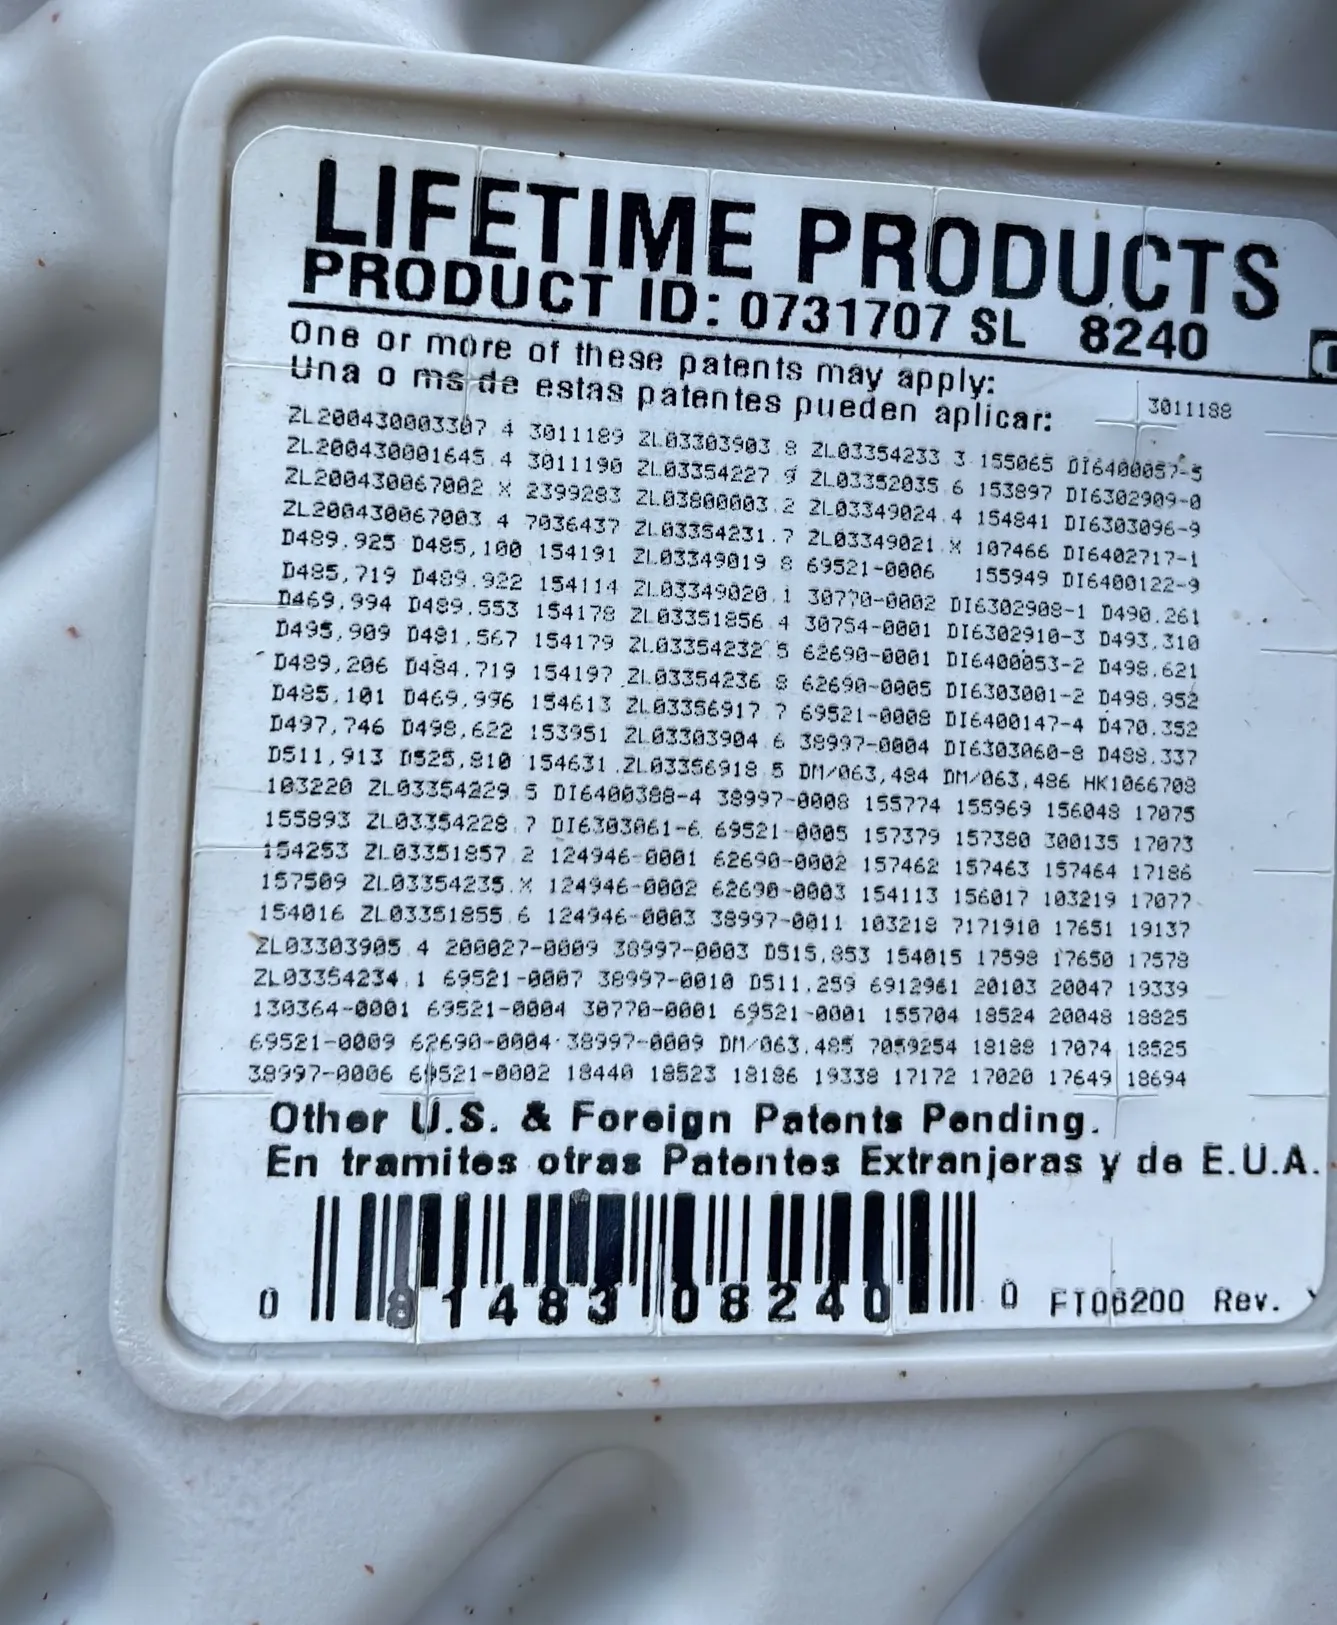 LIFETIME PRODUCTS
PRODUCT ID: 0731707 SL 8240
One or more of these patents may apply:
Una o ms de estas patentes pueden aplicar:
3011188
ZL200430003307.4 3011189 ZL03303903.8 ZL03354233.3 155065 DI6400057-5
ZL200430001645.4 3011190 ZL03354227.9 ZL03352035.6 153897 DI6302909-0
ZL200430067002.X 2399283 ZL03800003.2 ZL03349024.4 154841 DI6303096-9
ZL200430067003.4 7036437 ZL03354231.7 ZL03349021.X 107466 DI6402717-1
D489,925 D485,100 154191 ZL03349019.8 69521-0006 155949 DI6400122-9
D485,719 D489,922 154114 ZL03349020.1 30770-0002 DI6302908-1 D490,261
D469,994 D489,553 154178 ZL03351856.4 30754-0001 DI6302910-3 D493,310
D495,909 D481,567 154179 ZL03354232.5 62690-0001 DI6400053-2 D498,621
D489,206 D484,719 154197 ZL03354236.8 62690-0005 DI6303001-2 D498,952
D485,101 D469,996 154613 ZL03356917.7 69521-0008 DI6400147-4 D470,352
D497,746 D498,622 153951 ZL03303904.6 38997-0004 DI6303060-8 D488,337
D511,913 D525,810 154631 ZL03356918.5 DM/063,484 DM/063,486 HK1066708
103220 ZL03354229.5 DI6400388-4 38997-0008 155774 155969 156048 17075
155893 ZL03354228.7 DI6303061-6 69521-0005 157379 157380 300135 17073
154253 ZL03351857.2 124946-0001 62690-0002 157462 157463 157464 17186
157509 ZL03354235.X 124946-0002 62690-0003 154113 156017 103219 17077
154016 ZL03351855.6 124946-0003 38997-0011 103218 7171910 17651 19137
ZL03303905.4 200027-0009 38997-0003 D515,853 154015 17598 17650 17578
ZL03354234.1 69521-0007 38997-0010 D511,259 6912961 20103 20047 19339
130364-0001 69521-0004 30770-0001 69521-0001 155704 18524 20048 18825
69521-0009 62690-0004 38997-0009 DM/063,485 7059254 18188 17074 18525
38997-0006 69521-0002 18440 18523 18186 19338 17172 17020 17649 18694
Other U.S. & Foreign Patents Pending.
En tramites otras Patentes Extranjeras y de E.U.A.
0 81483 08240 0 FT06200 Rev.